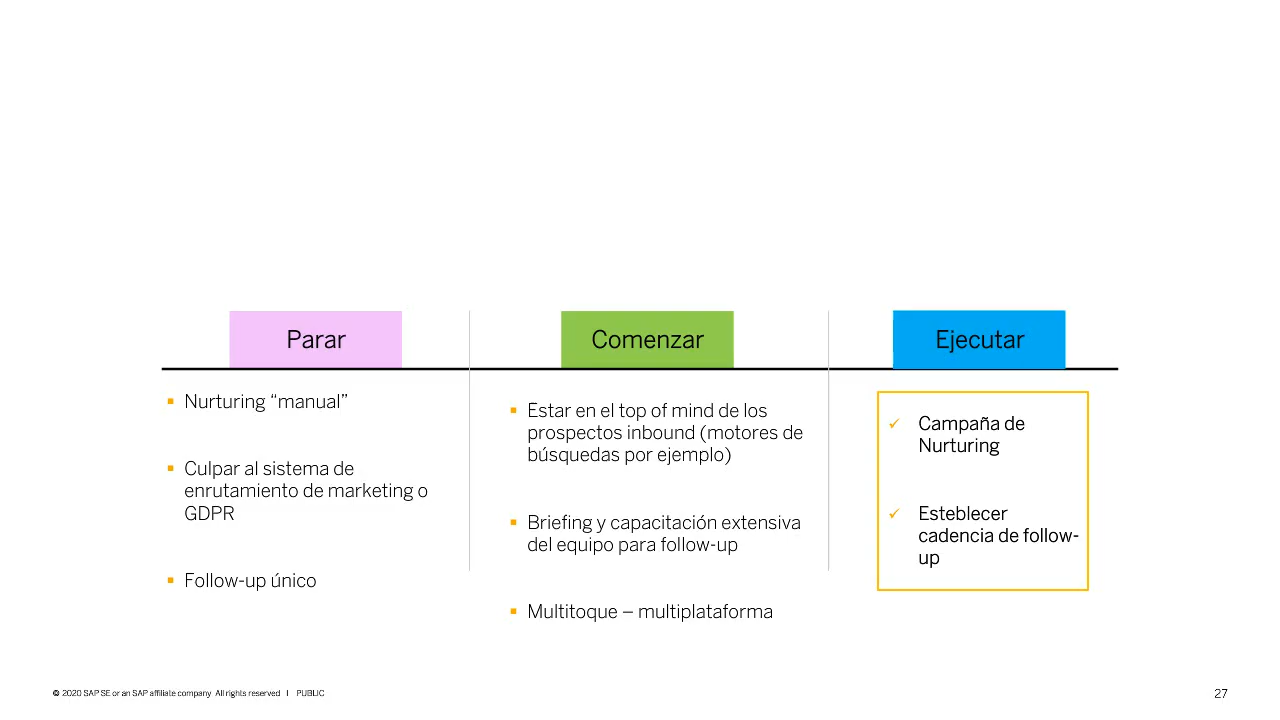 Parar
Comenzar
Ejecutar
Nurturing “manual”
Culpar al sistema de
enrutamiento de marketing o
GDPR
Follow-up único
Estar en el top of mind de los
prospectos inbound (motores de
búsquedas por ejemplo)
Briefing y capacitación extensiva
del equipo para follow-up
Multitoque – multiplataforma
Campaña de
Nurturing
Esteblecer
cadencia de follow-
up
© 2020 SAP SE or an SAP affiliate company. All rights reserved  ǀ  PUBLIC
27